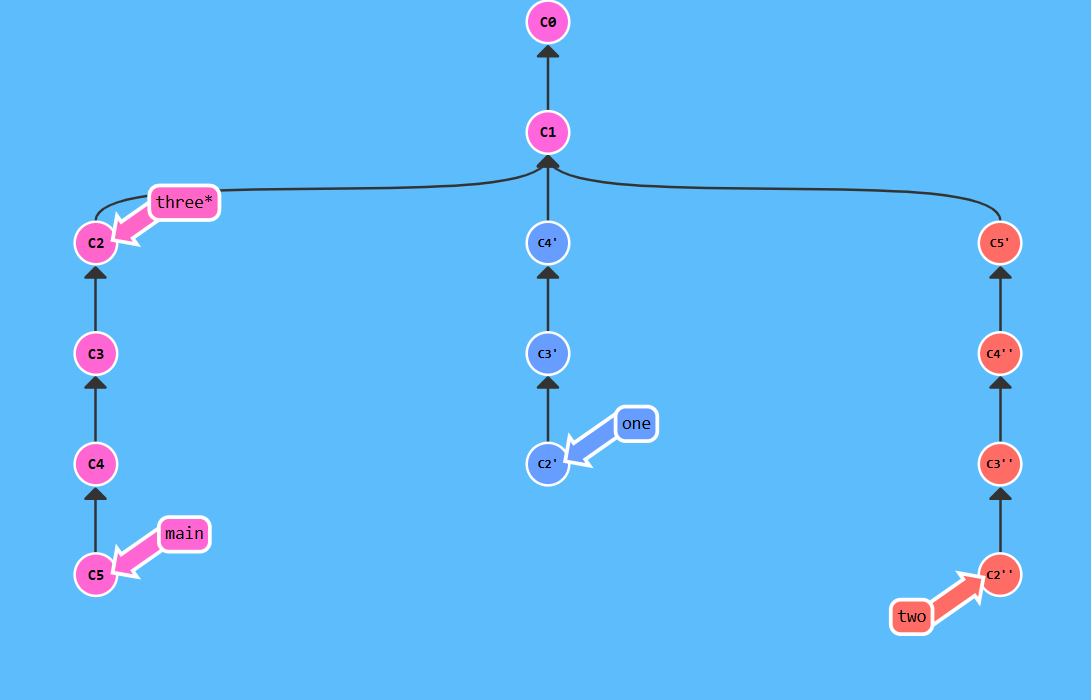 C0
C1
three*
C2
C4'
C5'
C3
C3'
C4''
one
C4
C2'
C3''
main
C5
C2''
two